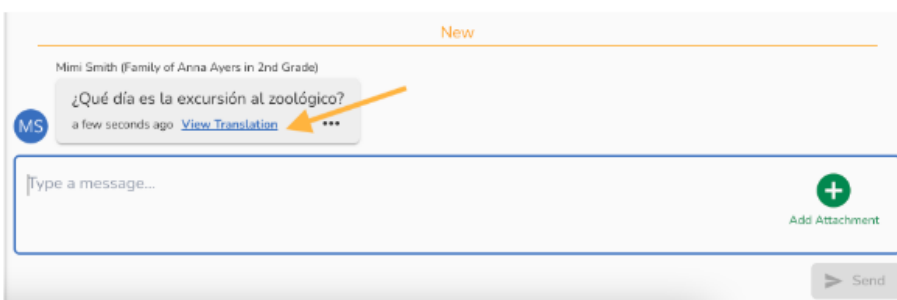 New
Mimi Smith (Family of Anna Ayers in 2nd Grade)
¿Qué día es la excursión al zoológico?
MS
a few seconds ago View Translation •••
Type a message...
Add Attachment
Send